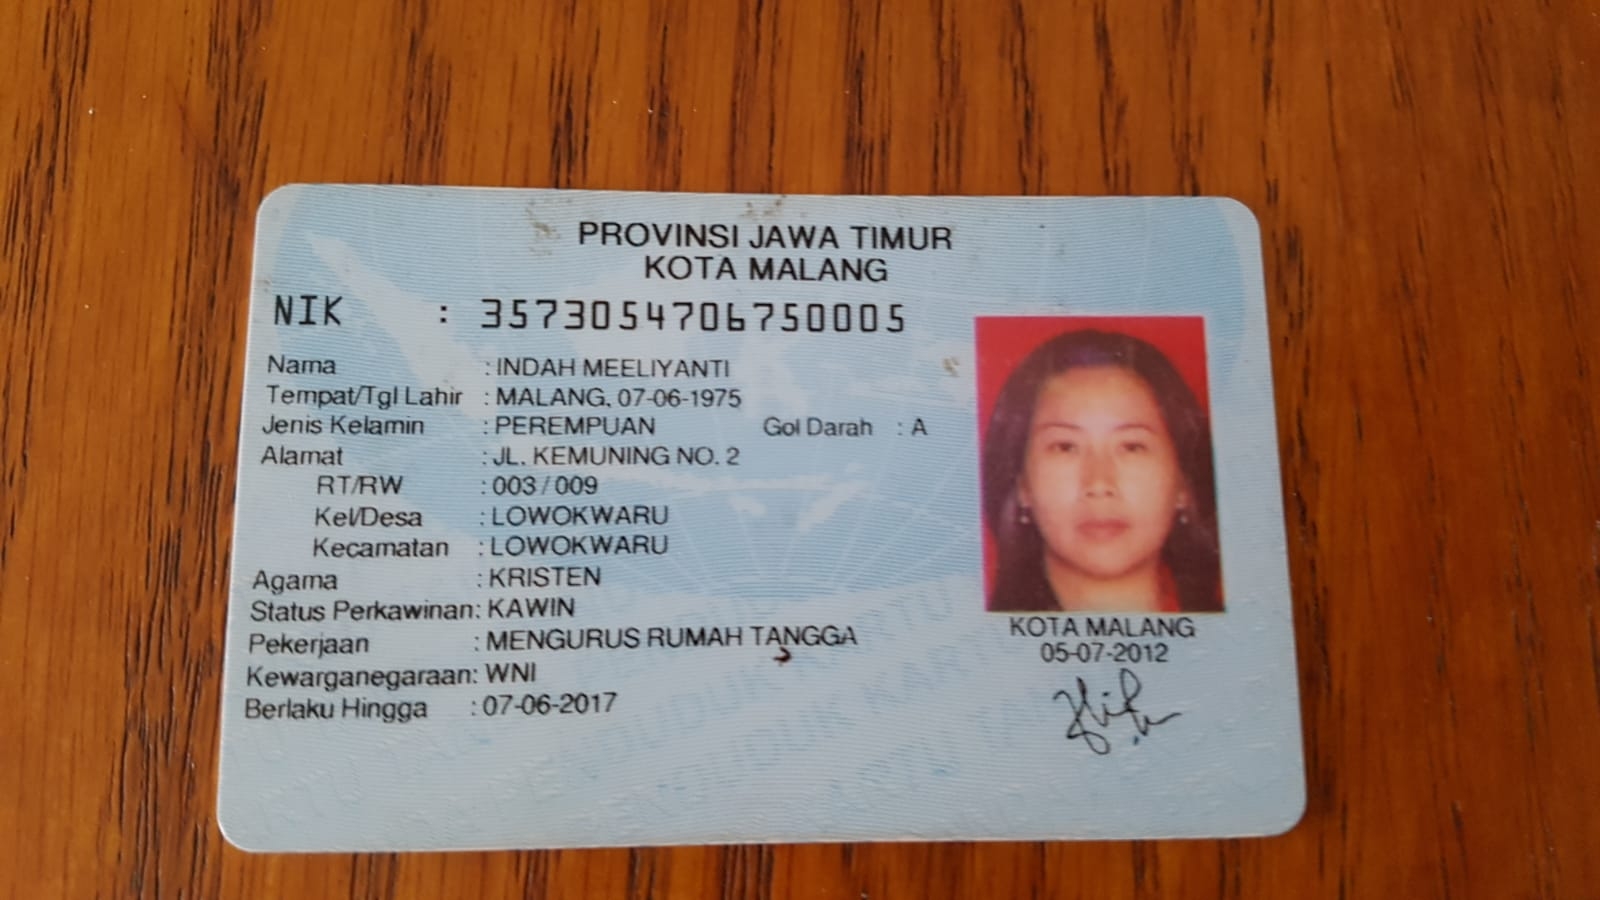 PROVINSI JAWA TIMUR
KOTA MALANG
NIK : 3573054706750005
Nama : INDAH MEELIYANTI
Tempat/Tgl Lahir : MALANG, 07-06-1975
Jenis Kelamin : PEREMPUAN Gol Darah : A
Alamat : JL. KEMUNING NO. 2
RT/RW : 003 / 009
Kel/Desa : LOWOKWARU
Kecamatan : LOWOKWARU
Agama : KRISTEN
Status Perkawinan : KAWIN
Pekerjaan : MENGURUS RUMAH TANGGA
Kewarganegaraan : WNI
Berlaku Hingga : 07-06-2017
KOTA MALANG
05-07-2012